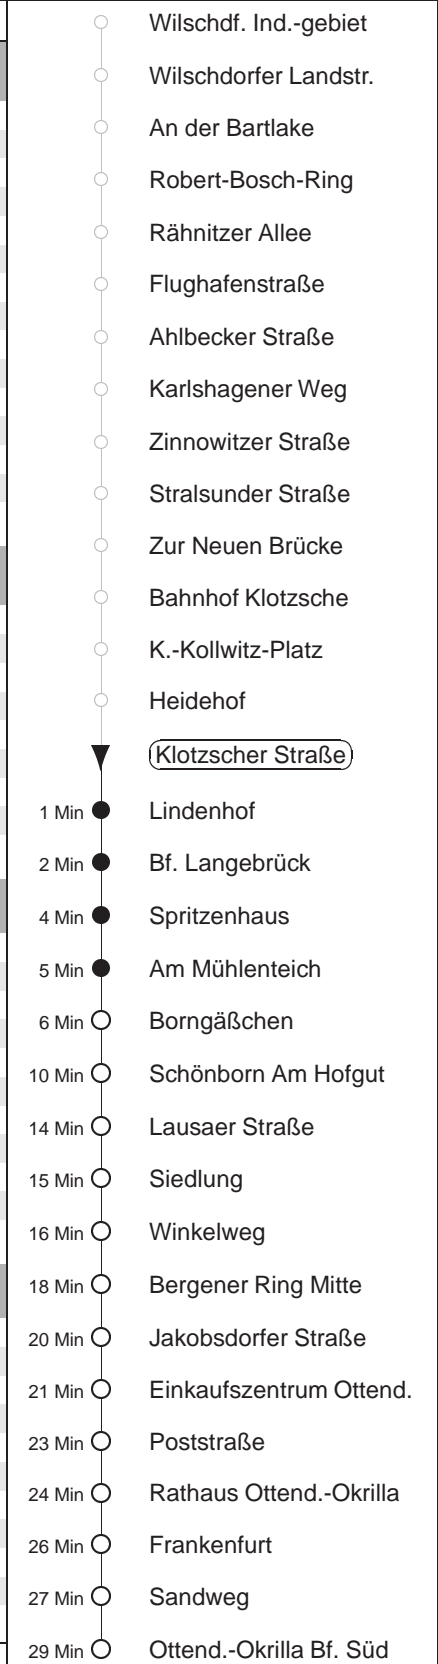 Wilschdf. Ind.-gebiet
Wilschdorfer Landstr.
An der Bartlake
Robert-Bosch-Ring
Rähnitzer Allee
Flughafenstraße
Ahlbecker Straße
Karlshagener Weg
Zinnowitzer Straße
Stralsunder Straße
Zur Neuen Brücke
Bahnhof Klotzsche
K.-Kollwitz-Platz
Heidehof
Klotzscher Straße
1 Min Lindenhof
2 Min Bf. Langebrück
4 Min Spritzenhaus
5 Min Am Mühlenteich
6 Min Borngäßchen
10 Min Schönborn Am Hofgut
14 Min Lausaer Straße
15 Min Siedlung
16 Min Winkelweg
18 Min Bergener Ring Mitte
20 Min Jakobsdorfer Straße
21 Min Einkaufszentrum Ottend.
23 Min Poststraße
24 Min Rathaus Ottend.-Okrilla
26 Min Frankenfurt
27 Min Sandweg
29 Min Ottend.-Okrilla Bf. Süd